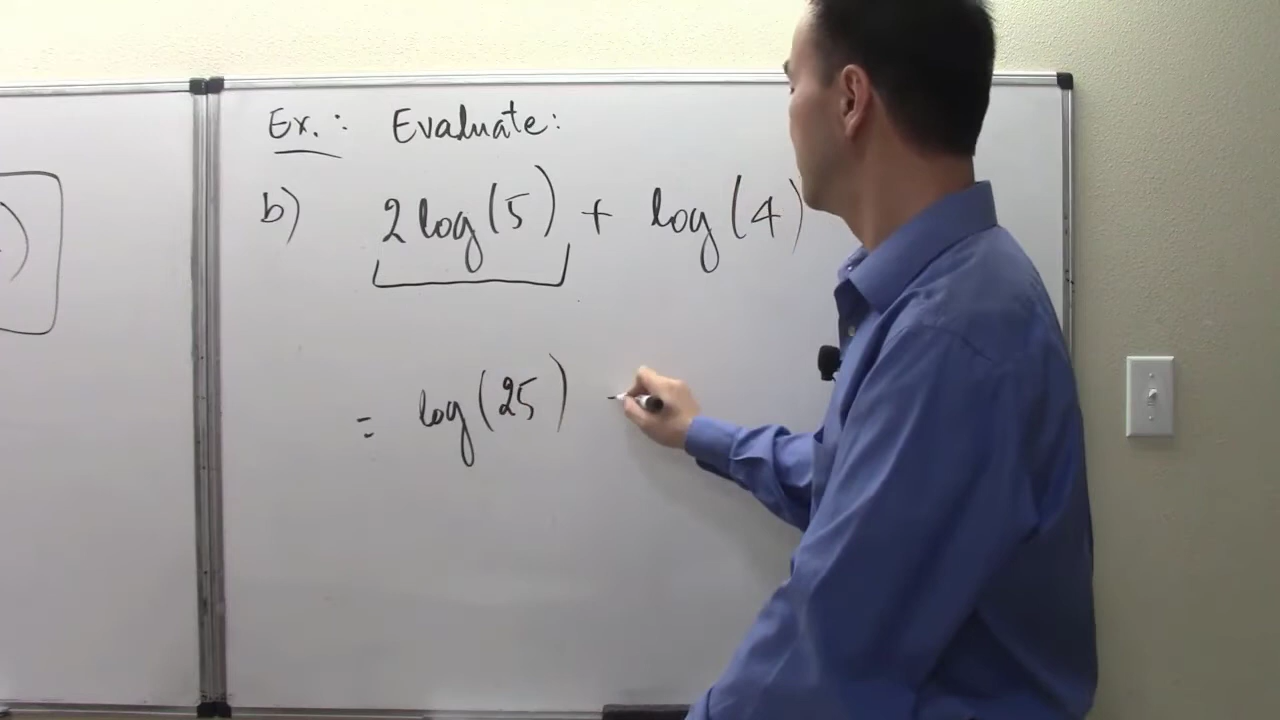 Ex.: Evaluate:
b) 2 log(5) + log(4)
= log(25)